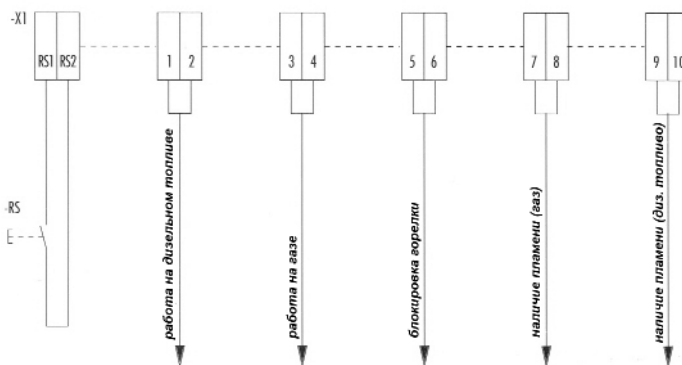 -X1
RS1 RS2 1 2 3 4 5 6 7 8 9 10
-RS
работа на дизельном топливе
работа на газе
блокировка горелки
наличие пламени (газ)
наличие пламени (диз. топливо)